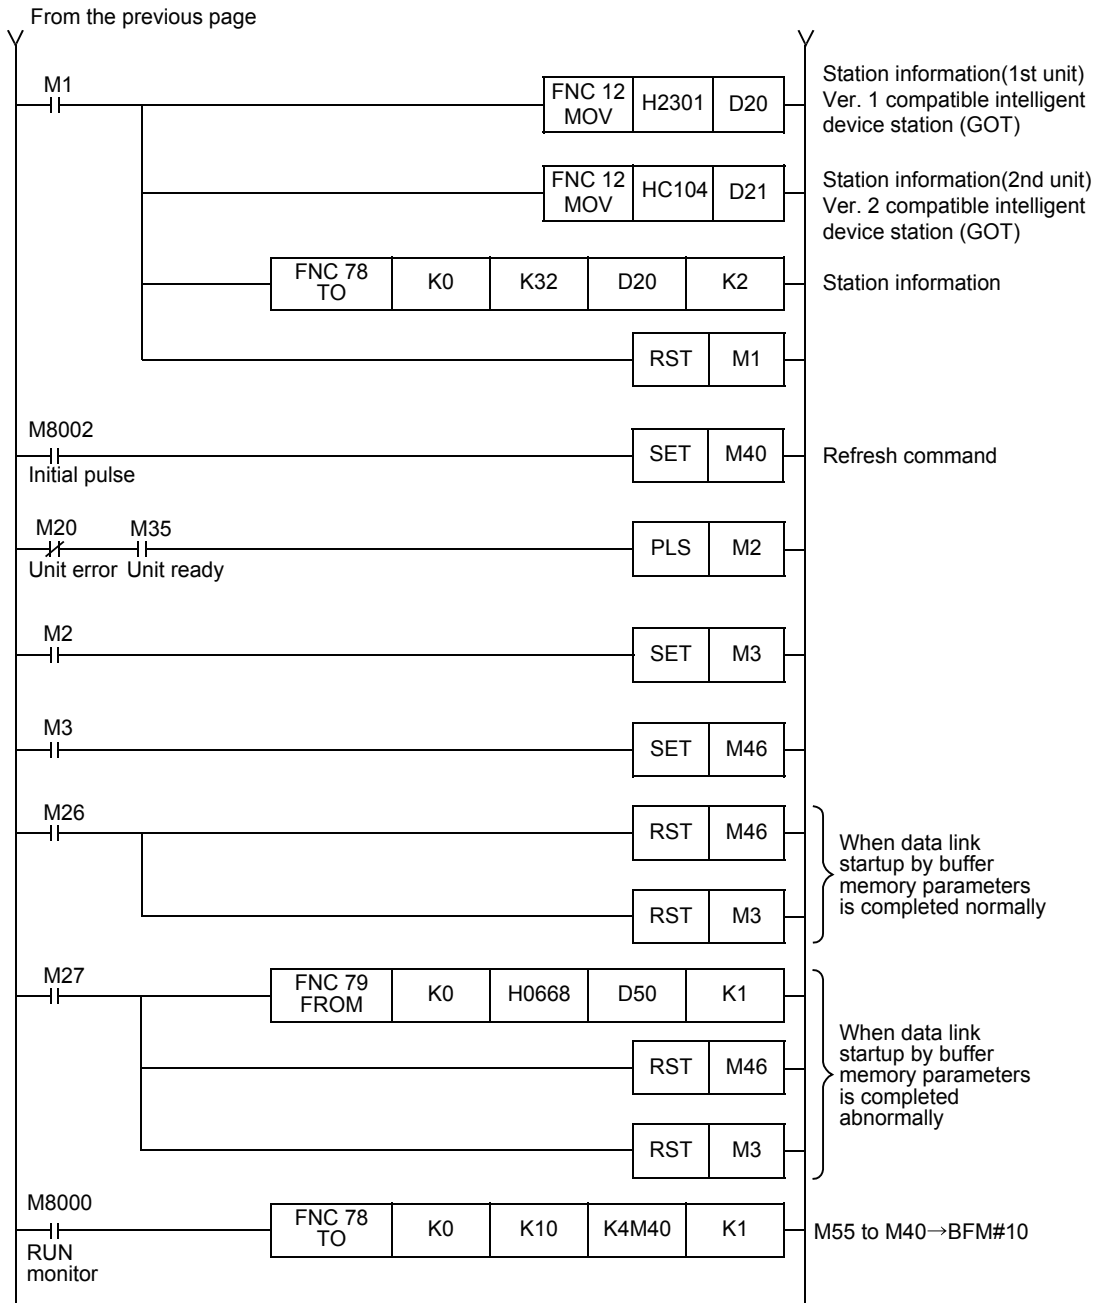 From the previous page
M1
FNC 12
MOV
H2301
D20
Station information(1st unit)
Ver. 1 compatible intelligent
device station (GOT)
FNC 12
MOV
HC104
D21
Station information(2nd unit)
Ver. 2 compatible intelligent
device station (GOT)
FNC 78
TO
K0
K32
D20
K2
Station information
RST
M1
M8002
Initial pulse
SET
M40
Refresh command
M20
Unit error
M35
Unit ready
PLS
M2
M2
SET
M3
M3
SET
M46
M26
RST
M46
RST
M3
When data link
startup by buffer
memory parameters
is completed normally
M27
FNC 79
FROM
K0
H0668
D50
K1
RST
M46
RST
M3
When data link
startup by buffer
memory parameters
is completed
abnormally
M8000
RUN
monitor
FNC 78
TO
K0
K10
K4M40
K1
M55 to M40→BFM#10